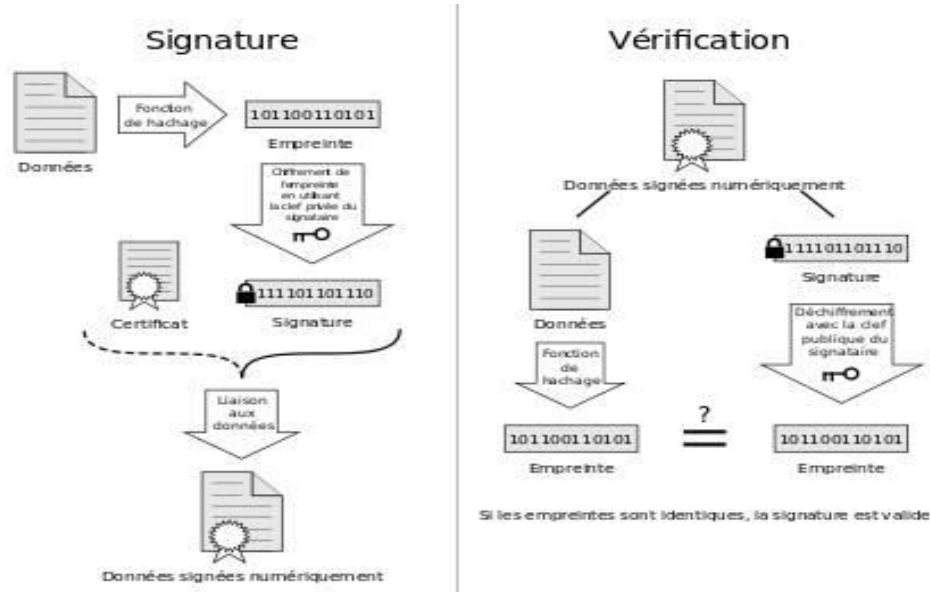 Signature
Fonction
de hachage
101100110101
Empreinte
Données
Chiffrement de
l'empreinte
en utilisant
la clef privée du
signataire
111101101110
Certificat
Signature
Liaison
aux
données
Données signées numériquement
Vérification
Données signées numériquement
111101101110
Signature
Données
Déchiffrement
avec la clef
publique du
signataire
Fonction
de
hachage
?
101100110101
=
101100110101
Empreinte
Empreinte
Si les empreintes sont identiques, la signature est valide